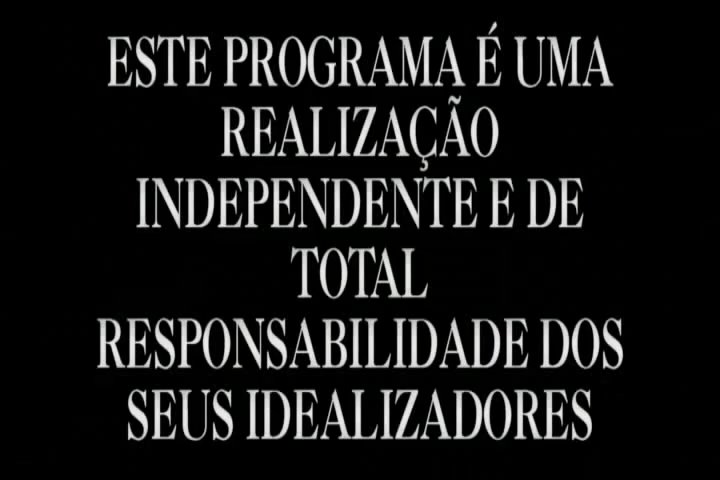 ESTE PROGRAMA É UMA
REALIZAÇÃO
INDEPENDENTE E DE
TOTAL
RESPONSABILIDADE DOS
SEUS IDEALIZADORES